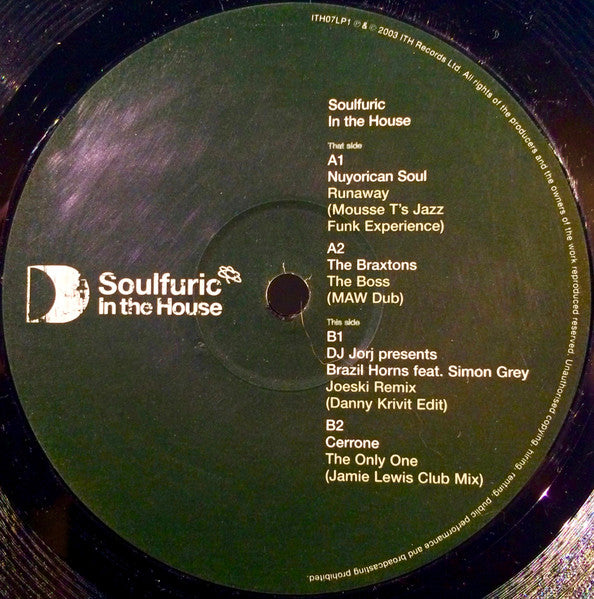 ITH07LP1 ℗ & © 2003 ITH Records Ltd. All rights of the producers and the owners of the work reproduced reserved. Unauthorised copying, hiring, renting, public performance and broadcasting prohibited.
Soulfuric
In the House
That side
A1
Nuyorican Soul
Runaway
(Mousse T's Jazz
Funk Experience)
A2
The Braxtons
The Boss
(MAW Dub)
Soulfuric
In the House
This side
B1
DJ Jorj presents
Brazil Horns feat. Simon Grey
Joeski Remix
(Danny Krivit Edit)
B2
Cerrone
The Only One
(Jamie Lewis Club Mix)